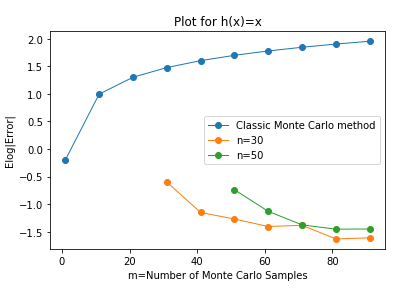 Plot for h(x)=x
Elog|Error|
2.0
1.5
1.0
0.5
0.0
−0.5
−1.0
−1.5
Classic Monte Carlo method
n=30
n=50
0 20 40 60 80
m=Number of Monte Carlo Samples